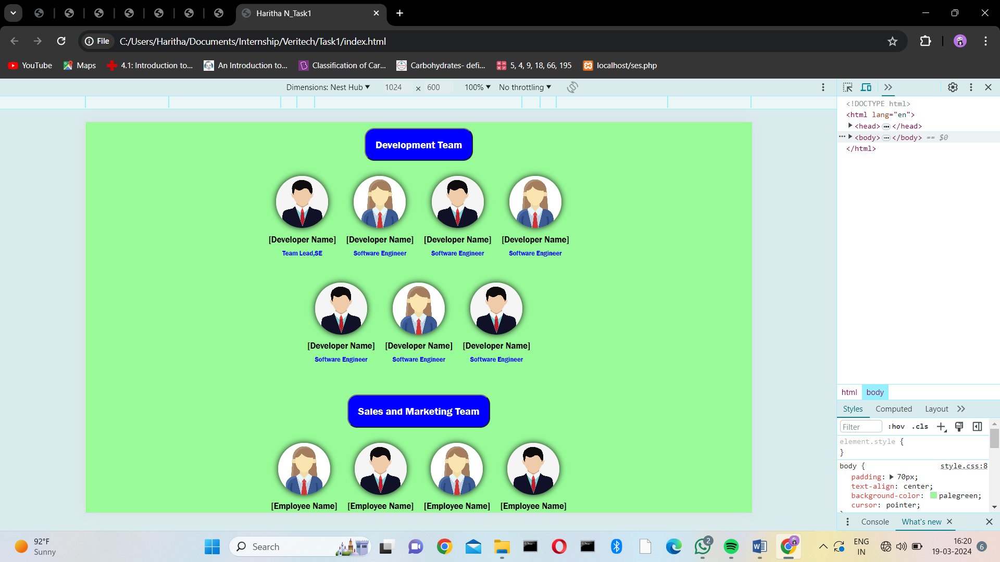 Haritha N_Task1
File C:/Users/Haritha/Documents/Internship/Veritech/Task1/index.html
YouTube Maps 4.1: Introduction to... An Introduction to... Classification of Car... Carbohydrates- defi... 5, 4, 9, 18, 66, 195 localhost/ses.php
Dimensions: Nest Hub 1024 x 600 100% No throttling
<!DOCTYPE html>
<html lang="en">
<head> </head>
<body> </body> == $0
</html>
Development Team
[Developer Name] [Developer Name] [Developer Name] [Developer Name]
Team Lead,SE Software Engineer Software Engineer Software Engineer
[Developer Name] [Developer Name] [Developer Name]
Software Engineer Software Engineer Software Engineer
Sales and Marketing Team
[Employee Name] [Employee Name] [Employee Name] [Employee Name]
html body
Styles Computed Layout
Filter :hov .cls
element.style {
}
body { style.css:8
padding: 70px;
text-align: center;
background-color: palegreen;
cursor: pointer;
Console What's new
92°F
Sunny
Search
2
ENG
IN
16:20
19-03-2024
6